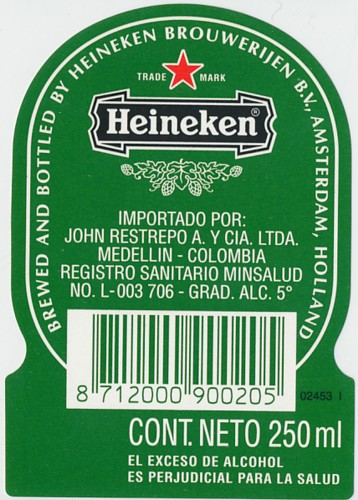 BREWED AND BOTTLED BY HEINEKEN BROUWERIJEN B.V., AMSTERDAM, HOLLAND
TRADE MARK
Heineken®
IMPORTADO POR:
JOHN RESTREPO A. Y CIA. LTDA.
MEDELLIN - COLOMBIA
REGISTRO SANITARIO MINSALUD
NO. L-003 706 - GRAD. ALC. 5°
8 712000 900205
02453 I
CONT. NETO 250 ml
EL EXCESO DE ALCOHOL
ES PERJUDICIAL PARA LA SALUD